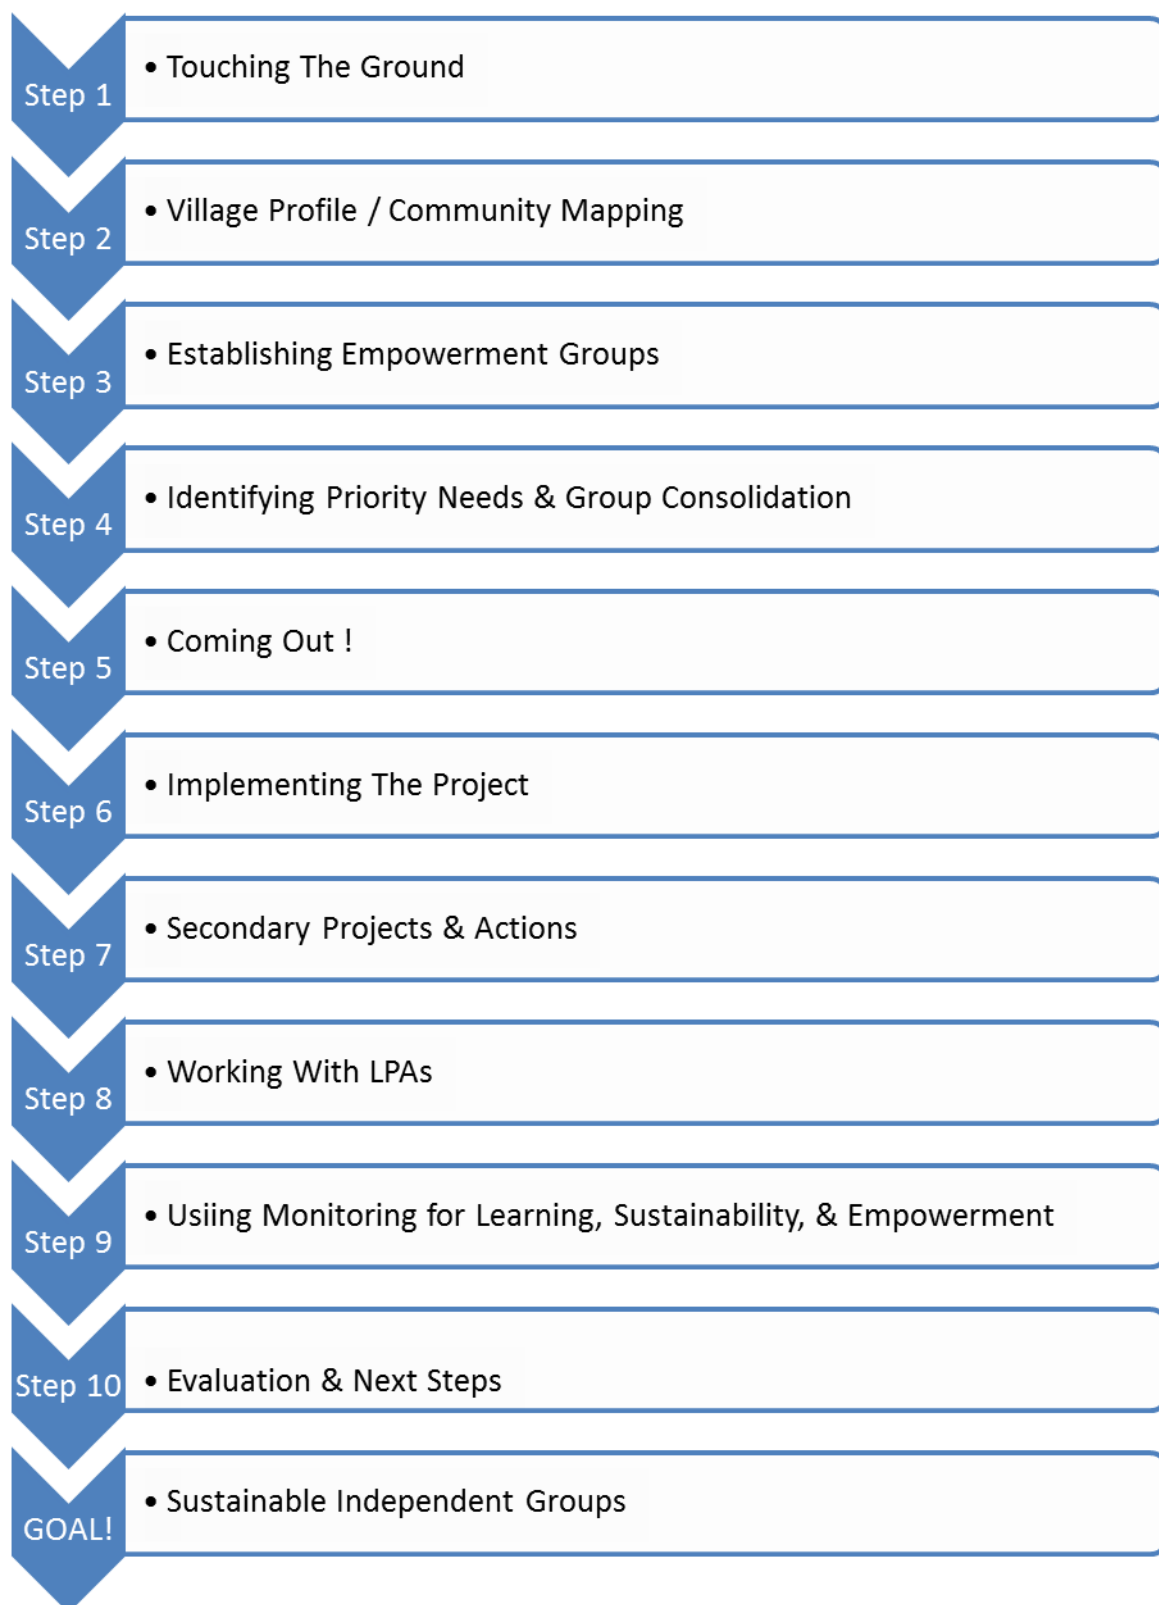 Step 1
• Touching The Ground
Step 2
• Village Profile / Community Mapping
Step 3
• Establishing Empowerment Groups
Step 4
• Identifying Priority Needs & Group Consolidation
Step 5
• Coming Out !
Step 6
• Implementing The Project
Step 7
• Secondary Projects & Actions
Step 8
• Working With LPAs
Step 9
• Usiing Monitoring for Learning, Sustainability, & Empowerment
Step 10
• Evaluation & Next Steps
GOAL!
• Sustainable Independent Groups